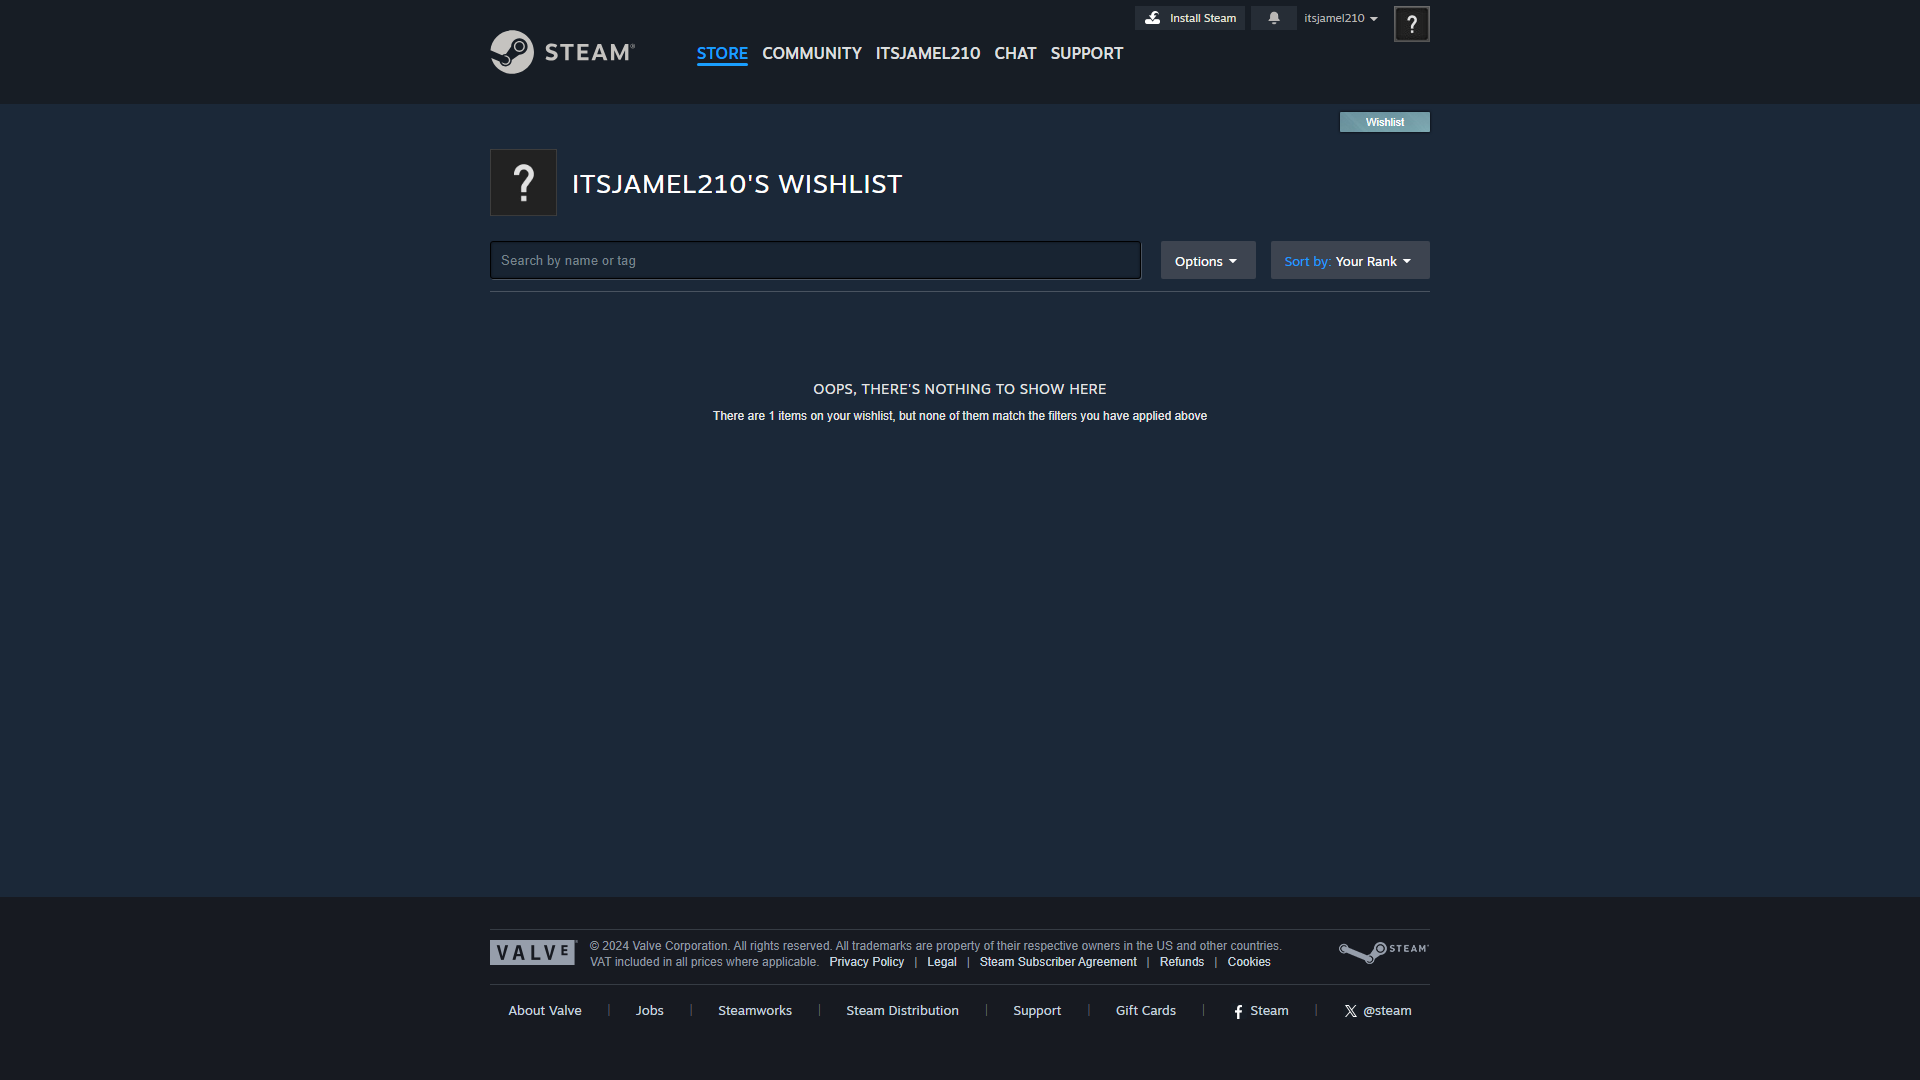 Install Steam
itsjamel210
?
STEAM®
STORE COMMUNITY ITSJAMEL210 CHAT SUPPORT
Wishlist
?
ITSJAMEL210'S WISHLIST
Search by name or tag
Options
Sort by: Your Rank
OOPS, THERE'S NOTHING TO SHOW HERE
There are 1 items on your wishlist, but none of them match the filters you have applied above
VALVE
© 2024 Valve Corporation. All rights reserved. All trademarks are property of their respective owners in the US and other countries.
VAT included in all prices where applicable. Privacy Policy | Legal | Steam Subscriber Agreement | Refunds | Cookies
STEAM
About Valve | Jobs | Steamworks | Steam Distribution | Support | Gift Cards | Steam | @steam